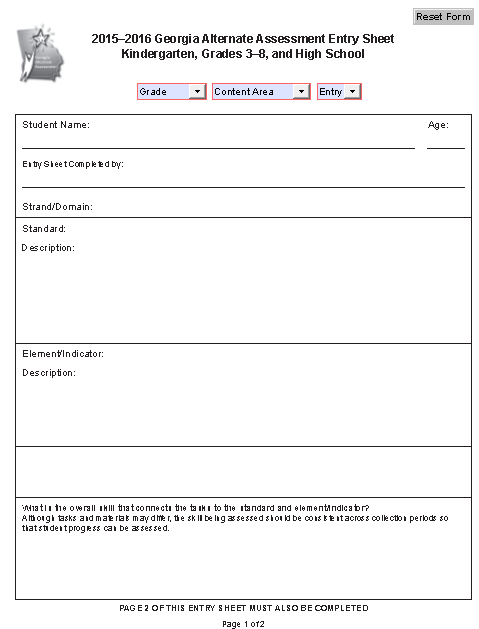 Reset Form
2015–2016 Georgia Alternate Assessment Entry Sheet
Kindergarten, Grades 3–8, and High School
Grade
Content Area
Entry
Student Name:
Age:
Entry Sheet Completed by:
Strand/Domain:
Standard:
Description:
Element/Indicator:
Description:
What is the overall skill that connects the tasks to the standard and element/indicator?
Although tasks and materials may differ, the skill being assessed should be consistent across collection periods so
that student progress can be assessed.
PAGE 2 OF THIS ENTRY SHEET MUST ALSO BE COMPLETED
Page 1 of 2